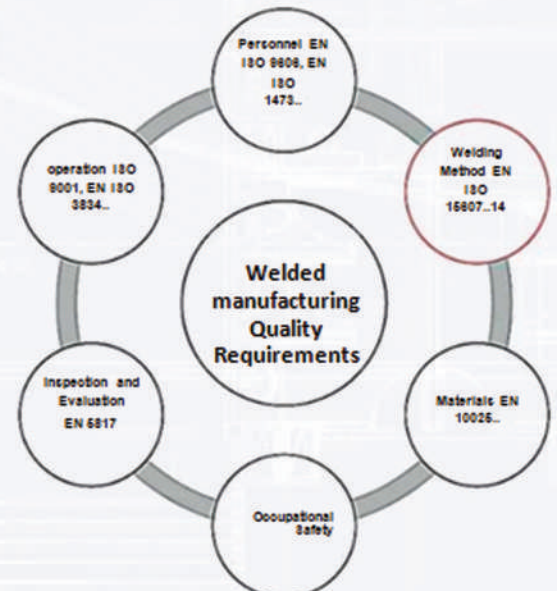 Personnel EN
ISO 9606, EN
ISO
1473..
Welding
Method EN
ISO
15607..14
Materials EN
10025..
Occupational
Safety
Inspection and
Evaluation
EN 5817
operation ISO
9001, EN ISO
3834..
Welded
manufacturing
Quality
Requirements